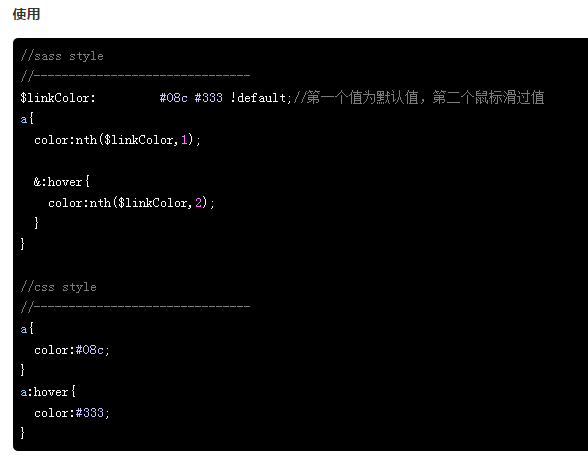 使用
//sass style
//-------------------------------
$linkColor:         #08c #333 !default;//第一个值为默认值，第二个鼠标滑过值
a{
  color:nth($linkColor,1);
  &:hover{
    color:nth($linkColor,2);
  }
}
//css style
//-------------------------------
a{
  color:#08c;
}
a:hover{
  color:#333;
}